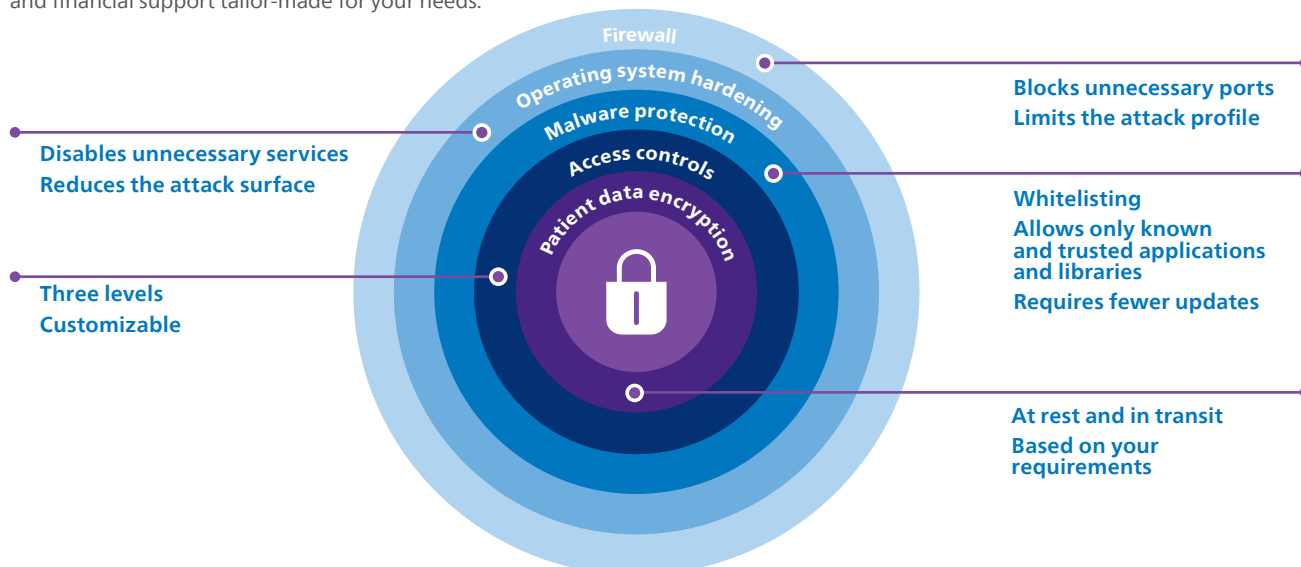 and financial support tailor-made for your needs.
Firewall
Operating system hardening
Malware protection
Access controls
Patient data encryption
Disables unnecessary services
Reduces the attack surface
Three levels
Customizable
Blocks unnecessary ports
Limits the attack profile
Whitelisting
Allows only known
and trusted applications
and libraries
Requires fewer updates
At rest and in transit
Based on your
requirements